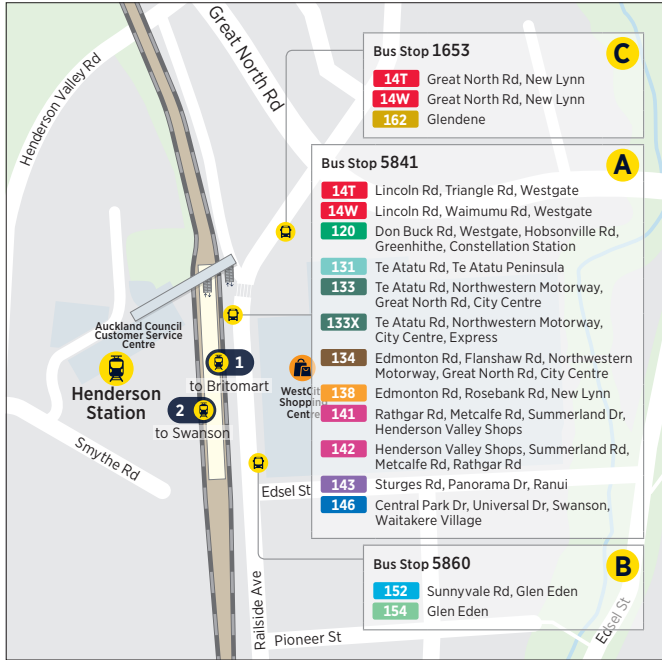 Henderson Valley Rd
Great North Rd
Bus Stop 1653
C
14T Great North Rd, New Lynn
14W Great North Rd, New Lynn
162 Glendene
Bus Stop 5841
A
14T Lincoln Rd, Triangle Rd, Westgate
14W Lincoln Rd, Waimumu Rd, Westgate
120 Don Buck Rd, Westgate, Hobsonville Rd,
Greenhithe, Constellation Station
131 Te Atatu Rd, Te Atatu Peninsula
133 Te Atatu Rd, Northwestern Motorway,
Great North Rd, City Centre
133X Te Atatu Rd, Northwestern Motorway,
City Centre, Express
134 Edmonton Rd, Flanshaw Rd, Northwestern
Motorway, Great North Rd, City Centre
138 Edmonton Rd, Rosebank Rd, New Lynn
141 Rathgar Rd, Metcalfe Rd, Summerland Dr,
Henderson Valley Shops
142 Henderson Valley Shops, Summerland Rd,
Metcalfe Rd, Rathgar Rd
143 Sturges Rd, Panorama Dr, Ranui
146 Central Park Dr, Universal Dr, Swanson,
Waitakere Village
Auckland Council
Customer Service
Centre
Henderson
Station
1
to Britomart
2
to Swanson
WestCit
Shopping
Centre
Smythe Rd
Edsel St
Bus Stop 5860
B
152 Sunnyvale Rd, Glen Eden
154 Glen Eden
Railside Ave
Pioneer St
Edsel St